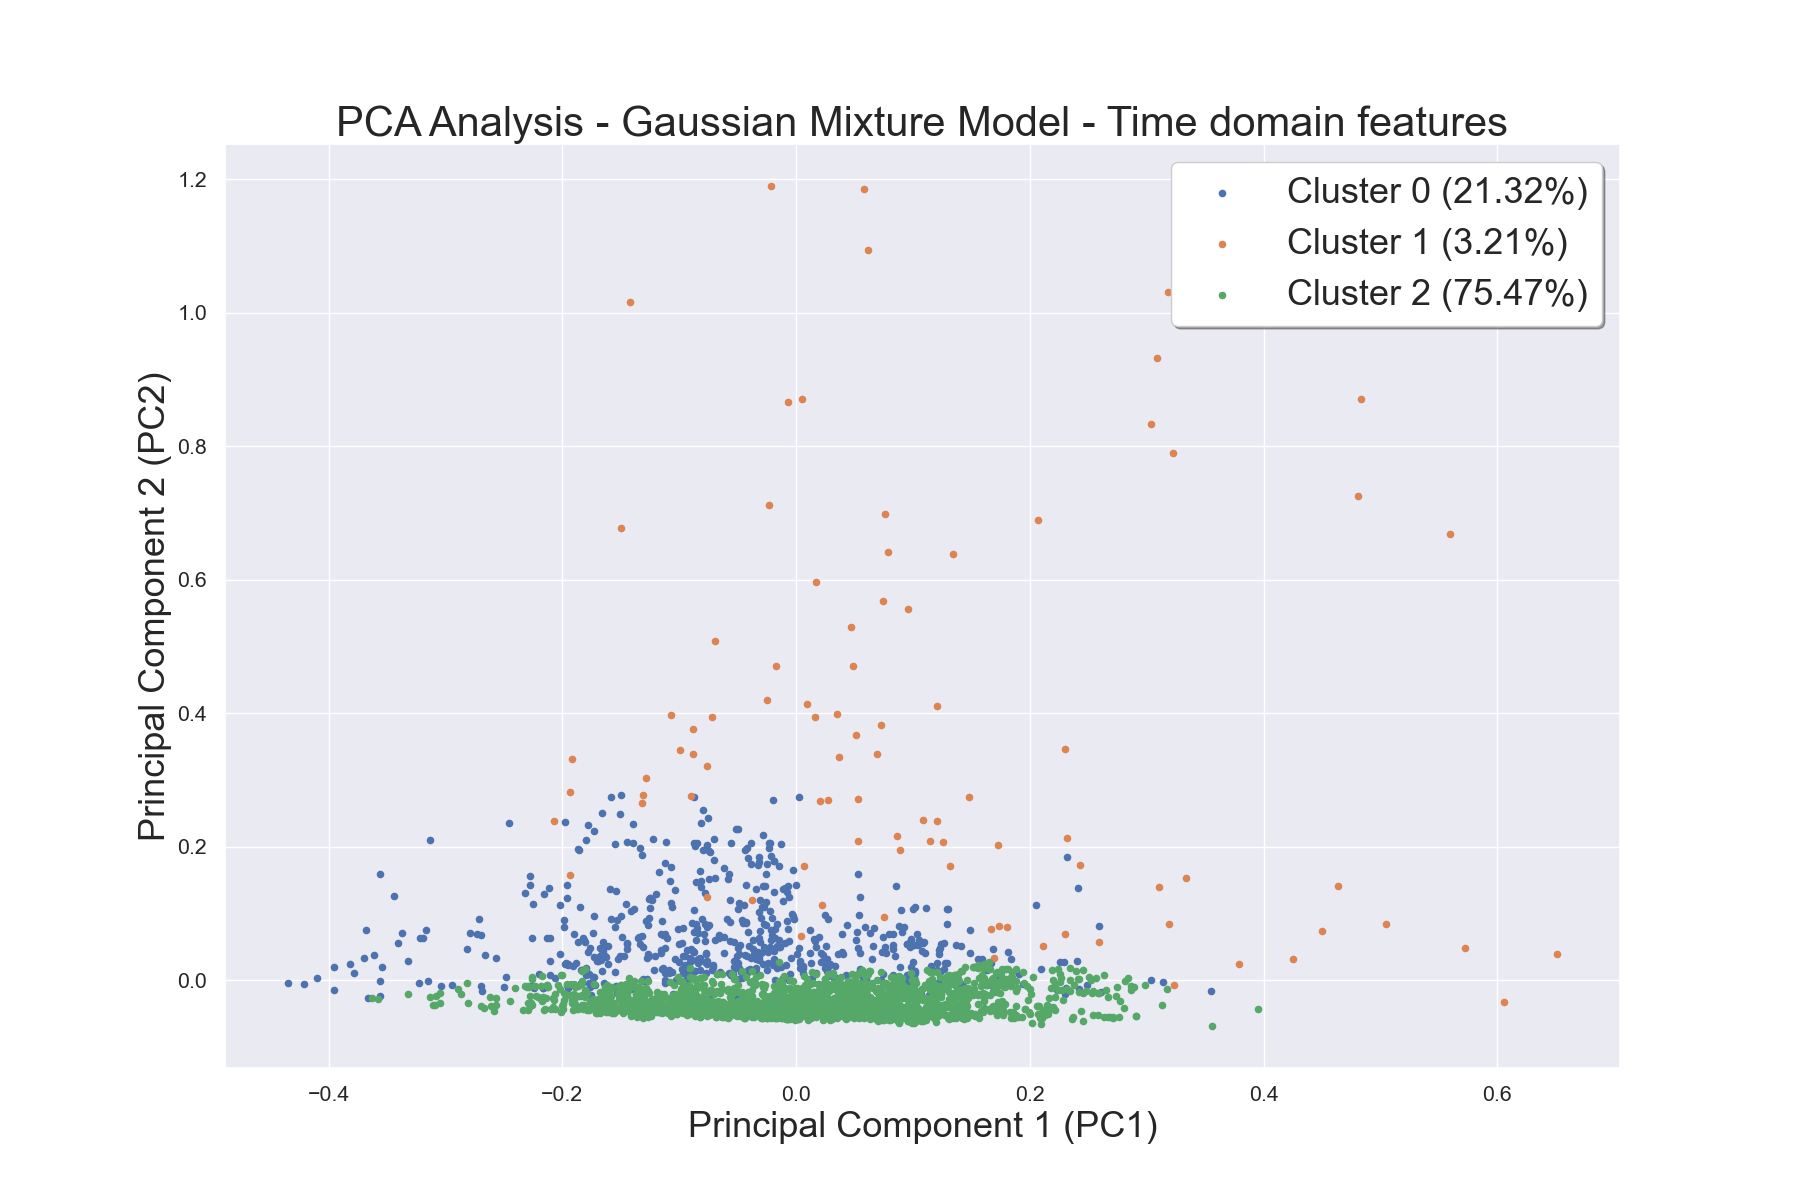 PCA Analysis - Gaussian Mixture Model - Time domain features
Cluster 0 (21.32%)
Cluster 1 (3.21%)
Cluster 2 (75.47%)
Principal Component 2 (PC2)
1.2
1.0
0.8
0.6
0.4
0.2
0.0
−0.4
−0.2
0.0
0.2
0.4
0.6
Principal Component 1 (PC1)